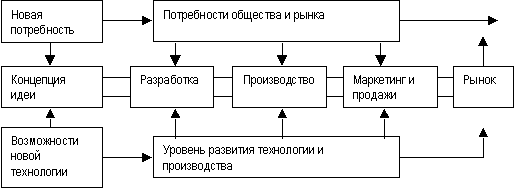 Новая
потребность
Потребности общества и рынка
Концепция
идеи
Разработка
Производство
Маркетинг и
продажи
Рынок
Возможности
новой
технологии
Уровень развития технологии и
производства